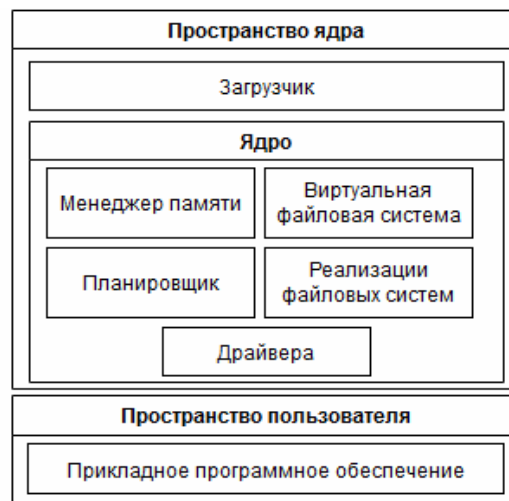 Пространство ядра
Загрузчик
Ядро
Менеджер памяти
Виртуальная
файловая система
Планировщик
Реализации
файловых систем
Драйвера
Пространство пользователя
Прикладное программное обеспечение